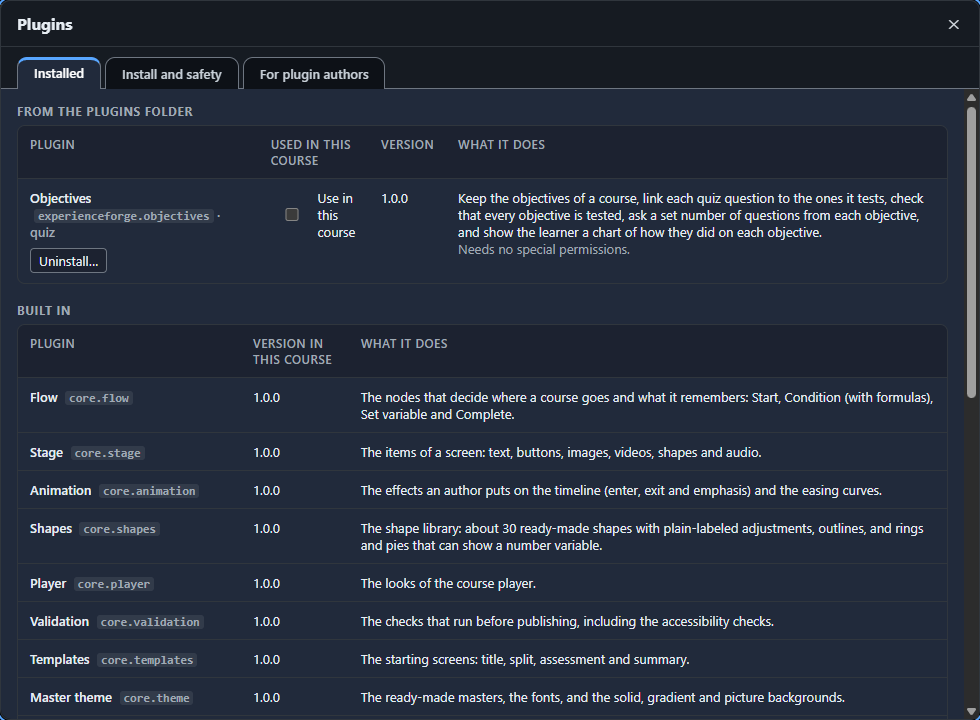 Plugins
Installed
Install and safety
For plugin authors
FROM THE PLUGINS FOLDER
PLUGIN
USED IN THIS
COURSE
VERSION
WHAT IT DOES
Objectives
experienceforge.objectives ·
quiz
Uninstall...
Use in
this
course
1.0.0
Keep the objectives of a course, link each quiz question to the ones it tests, check
that every objective is tested, ask a set number of questions from each objective,
and show the learner a chart of how they did on each objective.
Needs no special permissions.
BUILT IN
PLUGIN
VERSION IN
THIS COURSE
WHAT IT DOES
Flow core.flow
1.0.0
The nodes that decide where a course goes and what it remembers: Start, Condition (with formulas),
Set variable and Complete.
Stage core.stage
1.0.0
The items of a screen: text, buttons, images, videos, shapes and audio.
Animation core.animation
1.0.0
The effects an author puts on the timeline (enter, exit and emphasis) and the easing curves.
Shapes core.shapes
1.0.0
The shape library: about 30 ready-made shapes with plain-labeled adjustments, outlines, and rings
and pies that can show a number variable.
Player core.player
1.0.0
The looks of the course player.
Validation core.validation
1.0.0
The checks that run before publishing, including the accessibility checks.
Templates core.templates
1.0.0
The starting screens: title, split, assessment and summary.
Master theme core.theme
1.0.0
The ready-made masters, the fonts, and the solid, gradient and picture backgrounds.